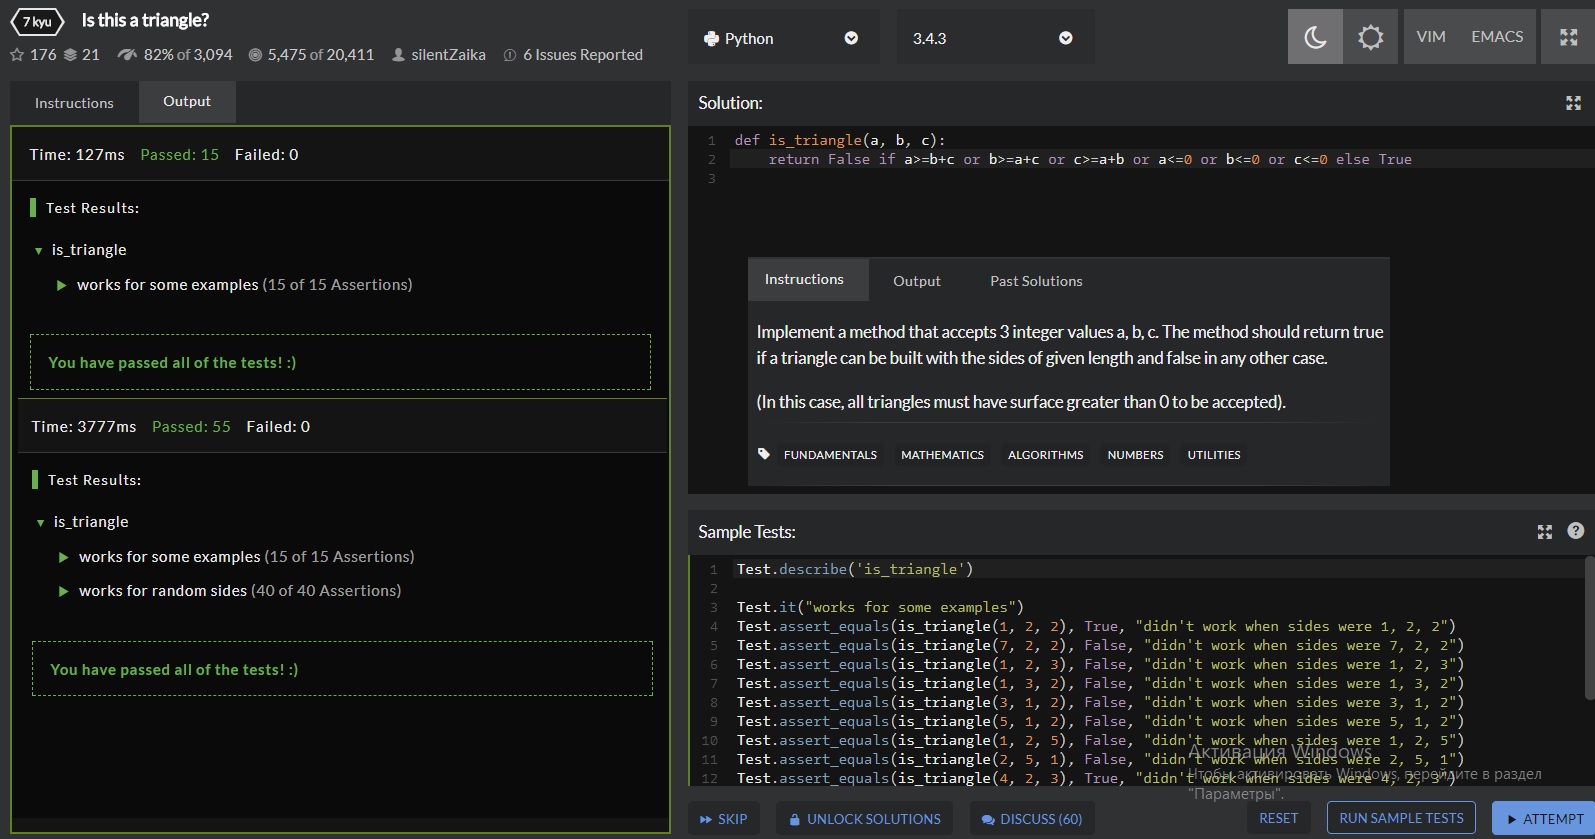 7 kyu Is this a triangle?
176 21 82% of 3,094 5,475 of 20,411 silentZaika 6 Issues Reported
Instructions Output
Time: 127ms Passed: 15 Failed: 0
Test Results:
is_triangle
works for some examples (15 of 15 Assertions)
You have passed all of the tests! :)
Time: 3777ms Passed: 55 Failed: 0
Test Results:
is_triangle
works for some examples (15 of 15 Assertions)
works for random sides (40 of 40 Assertions)
You have passed all of the tests! :)
Python 3.4.3 VIM EMACS
Solution:
1 def is_triangle(a, b, c):
2 return False if a>=b+c or b>=a+c or c>=a+b or a<=0 or b<=0 or c<=0 else True
3
Instructions Output Past Solutions
Implement a method that accepts 3 integer values a, b, c. The method should return true
if a triangle can be built with the sides of given length and false in any other case.
(In this case, all triangles must have surface greater than 0 to be accepted).
FUNDAMENTALS MATHEMATICS ALGORITHMS NUMBERS UTILITIES
Sample Tests:
1 Test.describe('is_triangle')
2
3 Test.it("works for some examples")
4 Test.assert_equals(is_triangle(1, 2, 2), True, "didn't work when sides were 1, 2, 2")
5 Test.assert_equals(is_triangle(7, 2, 2), False, "didn't work when sides were 7, 2, 2")
6 Test.assert_equals(is_triangle(1, 2, 3), False, "didn't work when sides were 1, 2, 3")
7 Test.assert_equals(is_triangle(1, 3, 2), False, "didn't work when sides were 1, 3, 2")
8 Test.assert_equals(is_triangle(3, 1, 2), False, "didn't work when sides were 3, 1, 2")
9 Test.assert_equals(is_triangle(5, 1, 2), False, "didn't work when sides were 5, 1, 2")
10 Test.assert_equals(is_triangle(1, 2, 5), False, "didn't work when sides were 1, 2, 5")
11 Test.assert_equals(is_triangle(2, 5, 1), False, "didn't work when sides were 2, 5, 1")
12 Test.assert_equals(is_triangle(4, 2, 3), True, "didn't work when sides were 4, 2, 3")
Активация Windows
Чтобы активировать Windows, перейдите в раздел
"Параметры".
SKIP UNLOCK SOLUTIONS DISCUSS (60) RESET RUN SAMPLE TESTS ATTEMPT